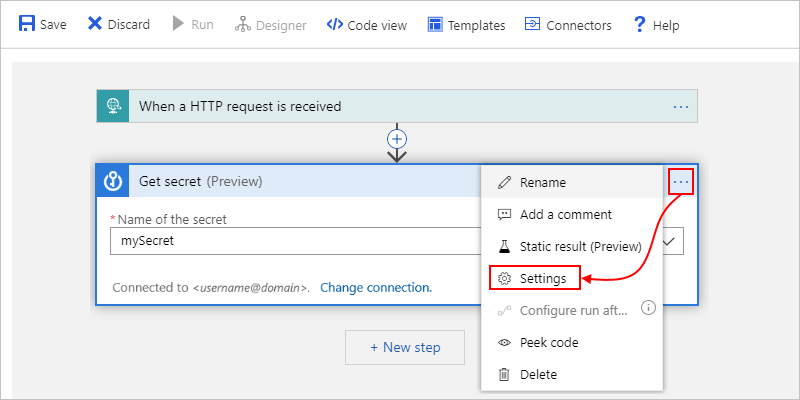 Save Discard Run Designer Code view Templates Connectors Help
When a HTTP request is received
Get secret (Preview)
* Name of the secret
mySecret
Connected to <username@domain>. Change connection.
+ New step
Rename
Add a comment
Static result (Preview)
Settings
Configure run aft...
Peek code
Delete